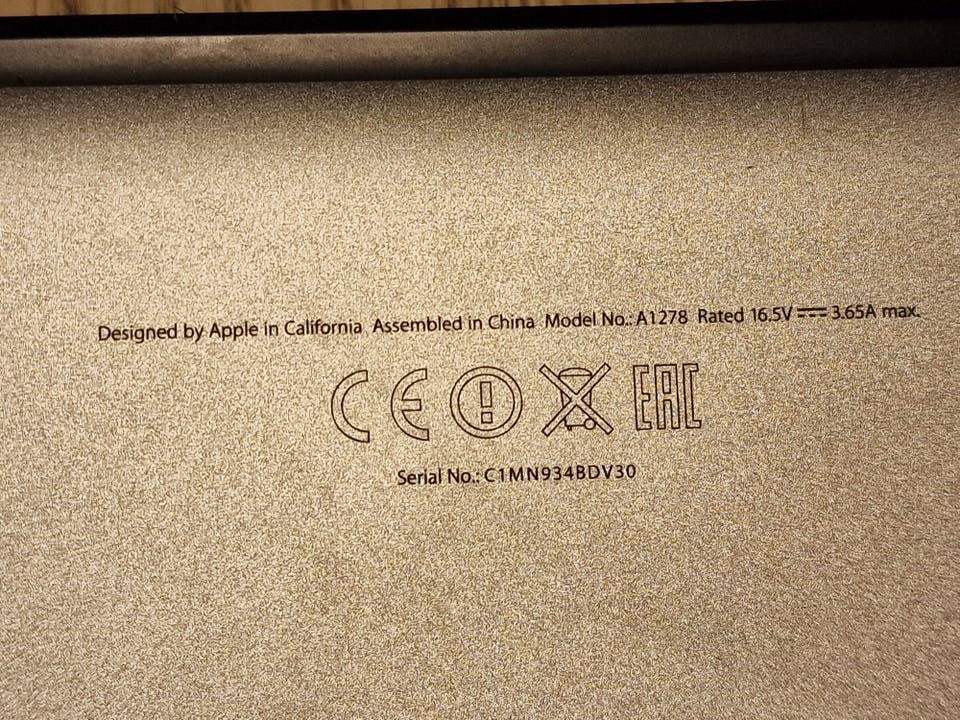 Designed by Apple in California Assembled in China Model No.: A1278 Rated 16.5V ⎓ 3.65A max.
CE EAC
Serial No.: C1MN934BDV30